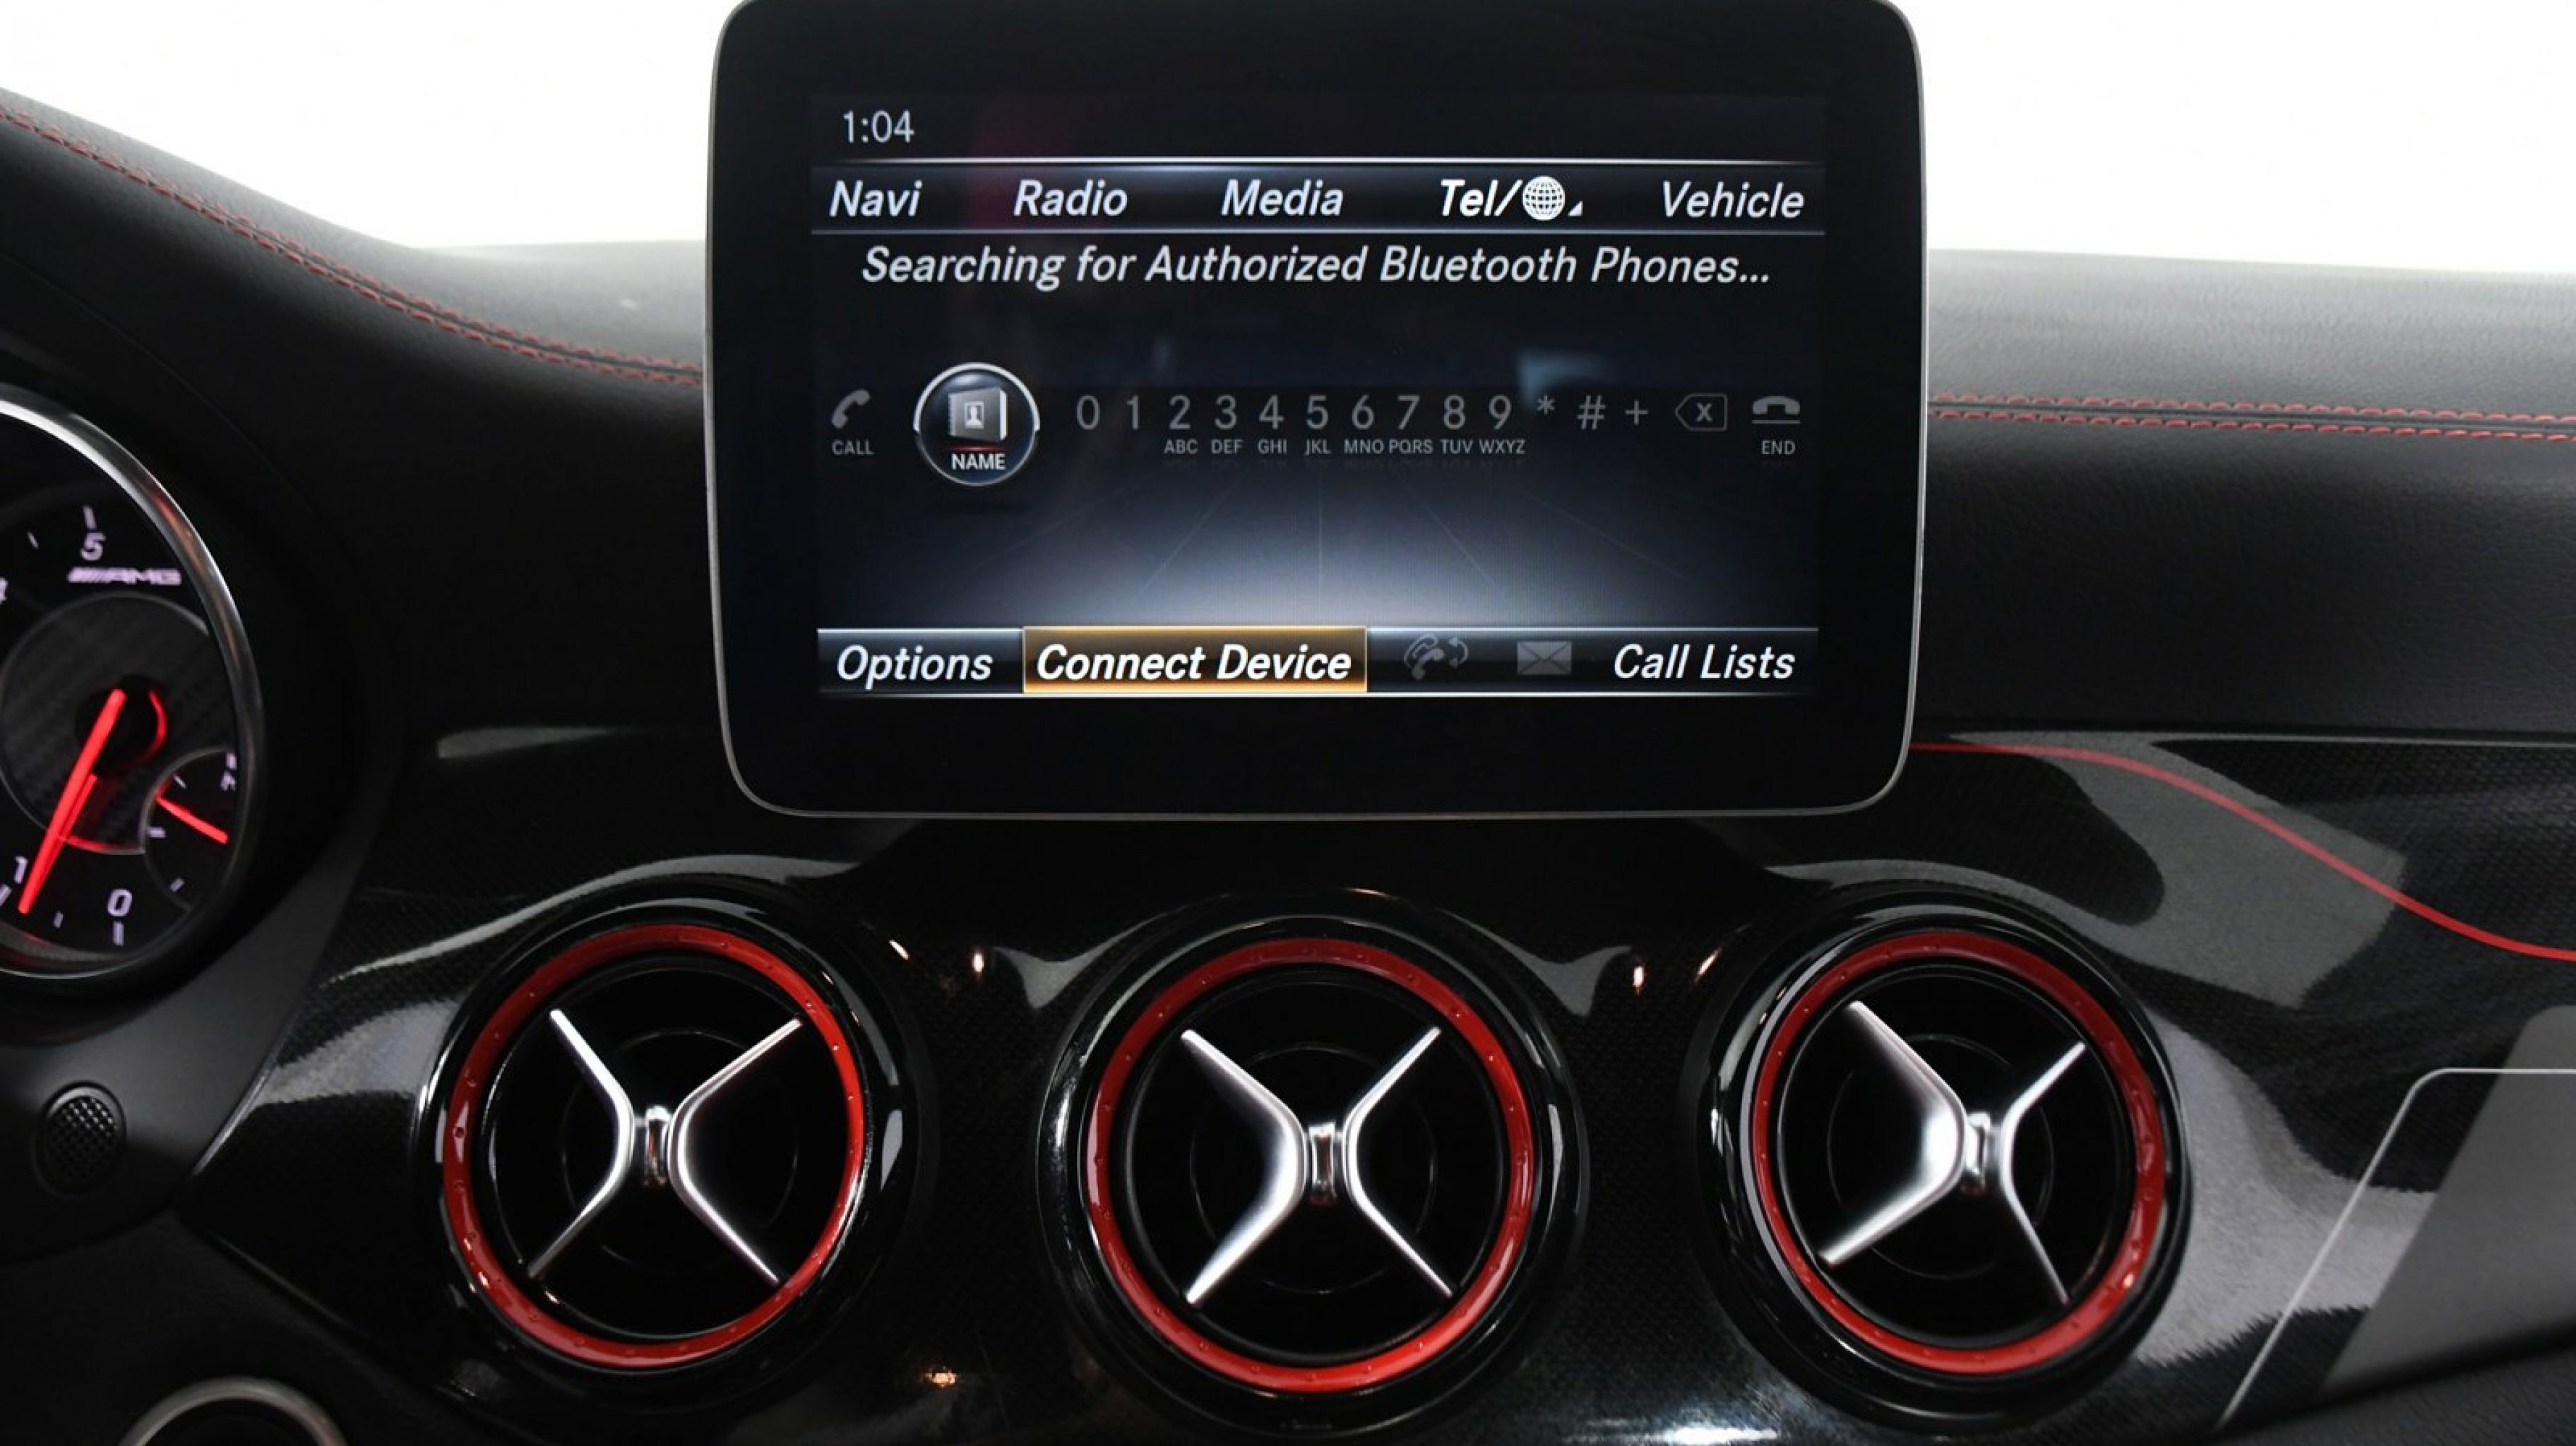 1:04
Navi Radio Media Tel/ Vehicle
Searching for Authorized Bluetooth Phones...
0 1 2 3 4 5 6 7 8 9 * # + x
CALL NAME ABC DEF GHI JKL MNO PQRS TUV WXYZ END
Options Connect Device Call Lists
5
AMG
1
0